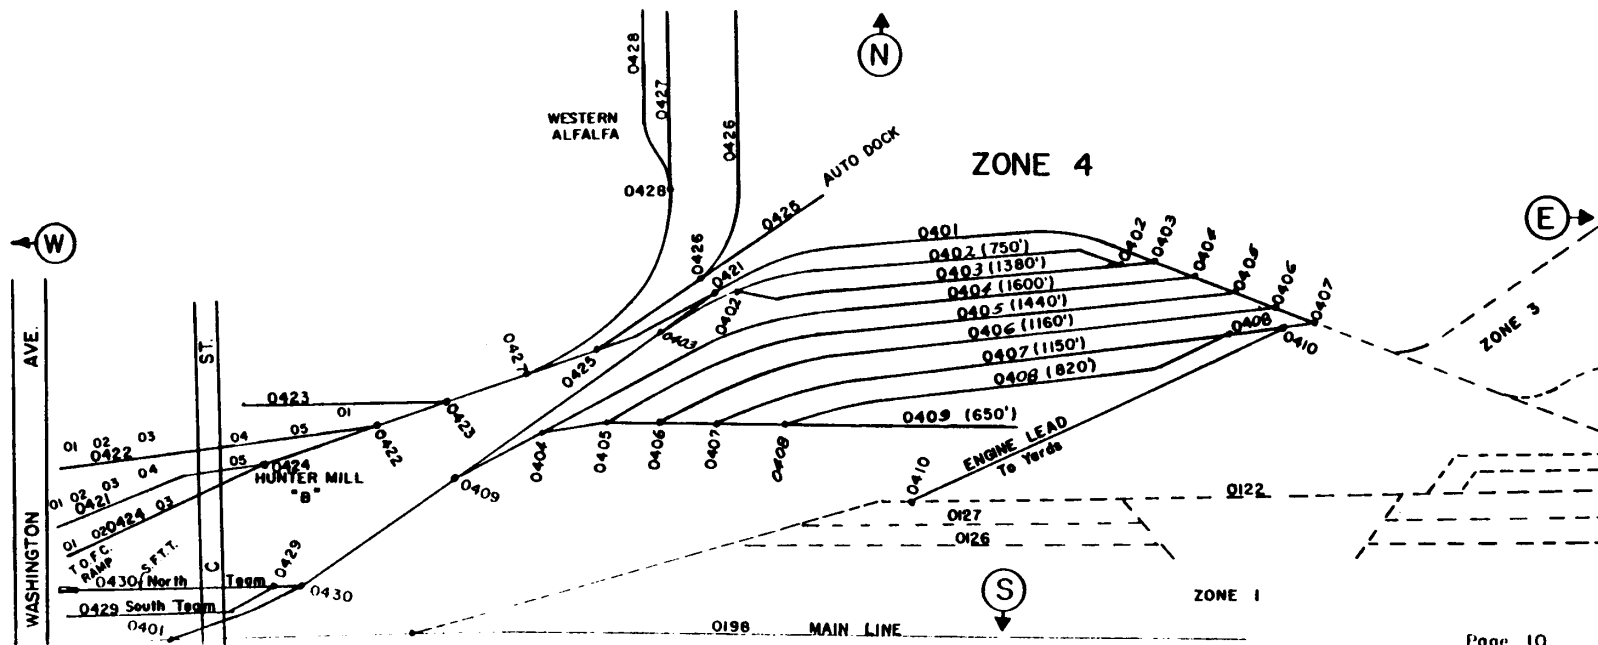 N
ZONE 4
WESTERN
ALFALFA
0428
0427
0426
AUTO DOCK
0428
0425
0426
0421
0401
0402 (750')
0403 (1380')
0404 (1600')
0405 (1440')
0406 (1160')
0407 (1150')
0408 (820')
0409 (650')
0402
0403
0404
0405
0406
0407
0408
0410
E
ZONE 3
W
WASHINGTON AVE.
C ST.
0427
0425
0403
0402
0423
01
0423
01 02 03 04 05
0422
0422
04 05
0424
HUNTER MILL
"B"
01 02 03
0421
01 02 0424 03
T.O.F.C.
RAMP
S.F.T.T.
0404
0405
0406
0407
0408
0409
0410
ENGINE LEAD
To Yards
0122
0127
0126
0429
0430 North Team
0430
0429 South Team
0401
0198 MAIN LINE
S
ZONE 1
Page 10